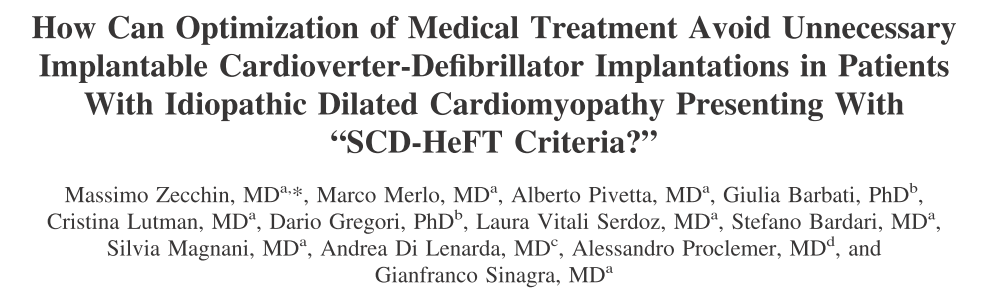 How Can Optimization of Medical Treatment Avoid Unnecessary
Implantable Cardioverter-Defibrillator Implantations in Patients
With Idiopathic Dilated Cardiomyopathy Presenting With
“SCD-HeFT Criteria?”
Massimo Zecchin, MDa,*, Marco Merlo, MDa, Alberto Pivetta, MDa, Giulia Barbati, PhDb,
Cristina Lutman, MDa, Dario Gregori, PhDb, Laura Vitali Serdoz, MDa, Stefano Bardari, MDa,
Silvia Magnani, MDa, Andrea Di Lenarda, MDc, Alessandro Proclemer, MDd, and
Gianfranco Sinagra, MDa